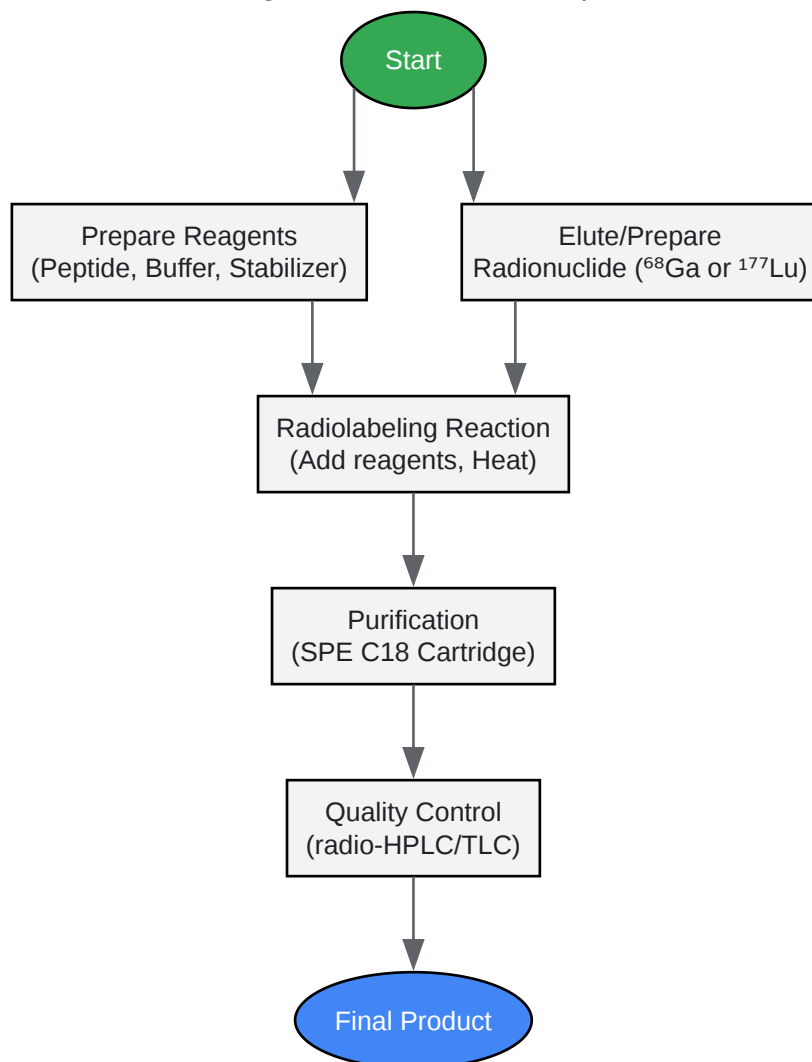 Start
Prepare Reagents
(Peptide, Buffer, Stabilizer)
Elute/Prepare
Radionuclide (⁶⁸Ga or ¹⁷⁷Lu)
Radiolabeling Reaction
(Add reagents, Heat)
Purification
(SPE C18 Cartridge)
Quality Control
(radio-HPLC/TLC)
Final Product